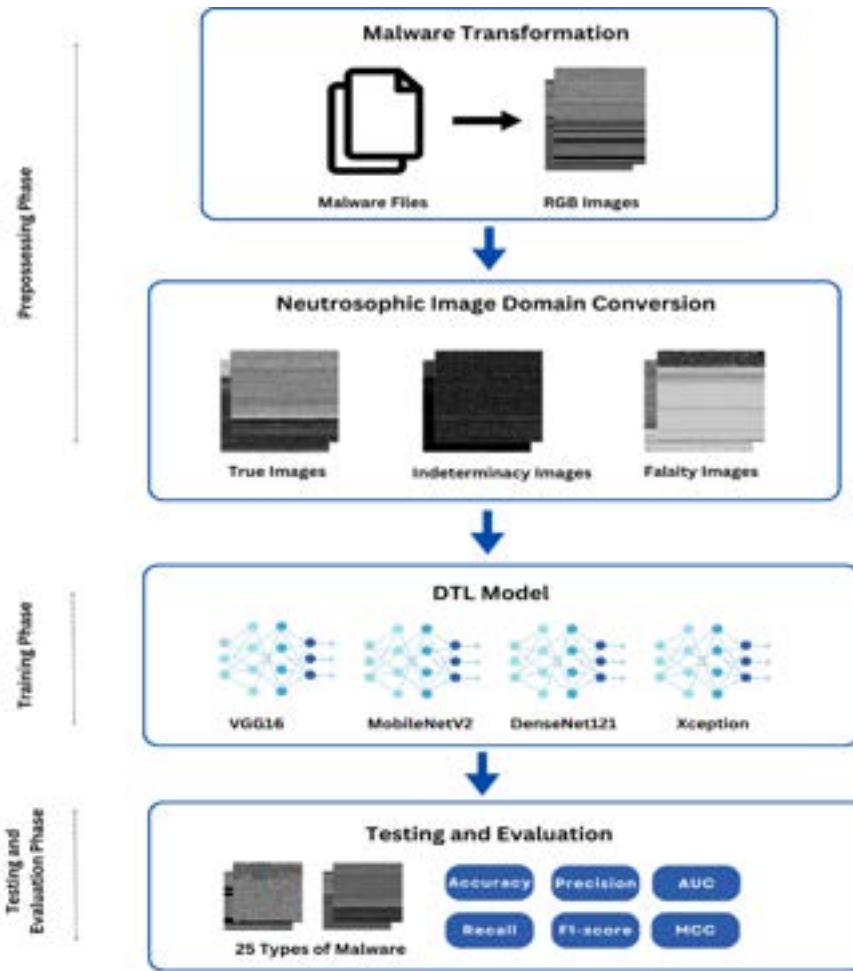 Prepossessing Phase
Malware Transformation
Malware Files
RGB Images
Neutrosophic Image Domain Conversion
True Images
Indeterminacy Images
Falsity Images
Training Phase
DTL Model
VGG16
MobileNetV2
DenseNet121
Xception
Testing and
Evaluation Phase
Testing and Evaluation
25 Types of Malware
Accuracy
Precision
AUC
Recall
F1-score
MCC